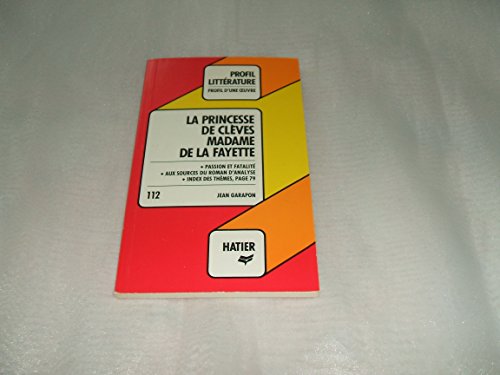 PROFIL
LITTÉRATURE
PROFIL D'UNE ŒUVRE
LA PRINCESSE
DE CLÈVES
MADAME
DE LA FAYETTE
• PASSION ET FATALITÉ
• AUX SOURCES DU ROMAN D'ANALYSE
• INDEX DES THÈMES, PAGE 79
112 JEAN GARAPON
HATIER